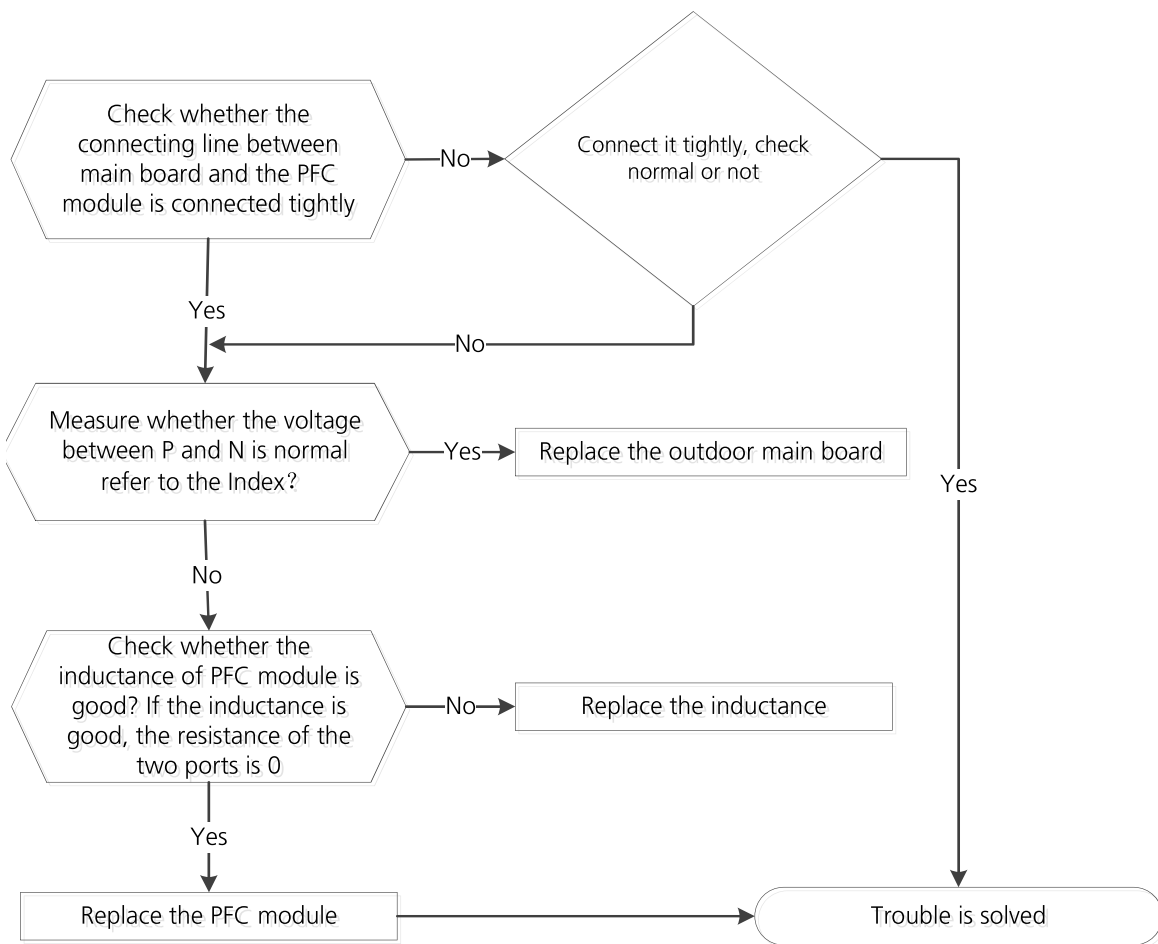 Check whether the
connecting line between
main board and the PFC
module is connected tightly
No
Connect it tightly, check
normal or not
Yes
No
Measure whether the voltage
between P and N is normal
refer to the Index？
Yes
Replace the outdoor main board
Yes
No
Check whether the
inductance of PFC module is
good? If the inductance is
good, the resistance of the
two ports is 0
No
Replace the inductance
Yes
Replace the PFC module
Trouble is solved